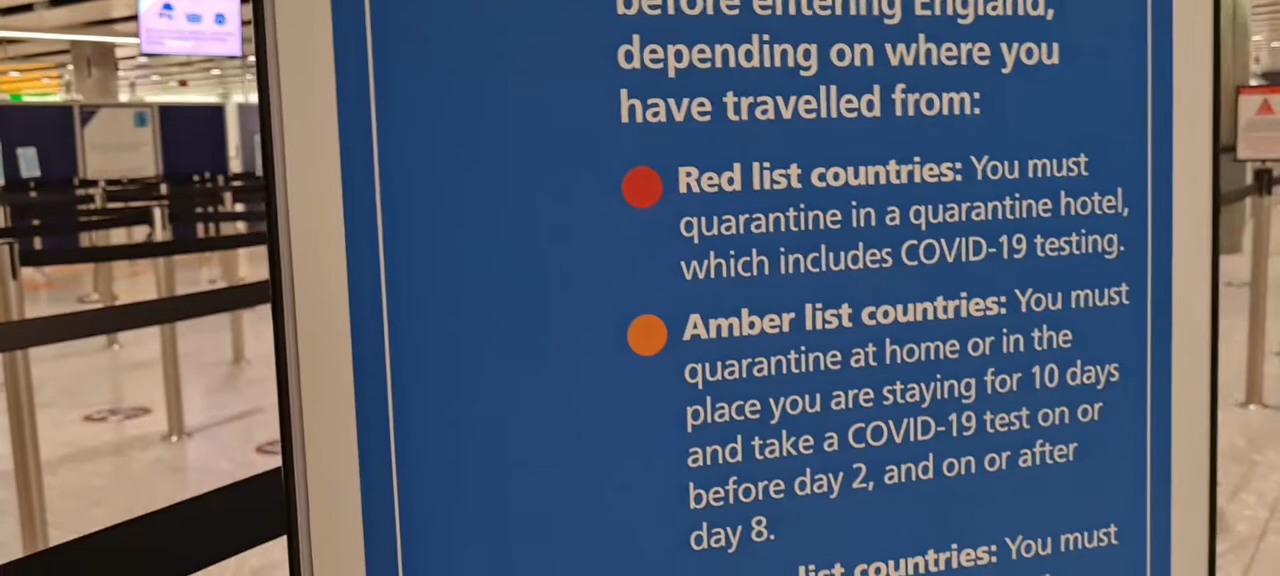 before entering England,
depending on where you
have travelled from:
Red list countries: You must
quarantine in a quarantine hotel,
which includes COVID-19 testing.
Amber list countries: You must
quarantine at home or in the
place you are staying for 10 days
and take a COVID-19 test on or
before day 2, and on or after
day 8.
list countries: You must